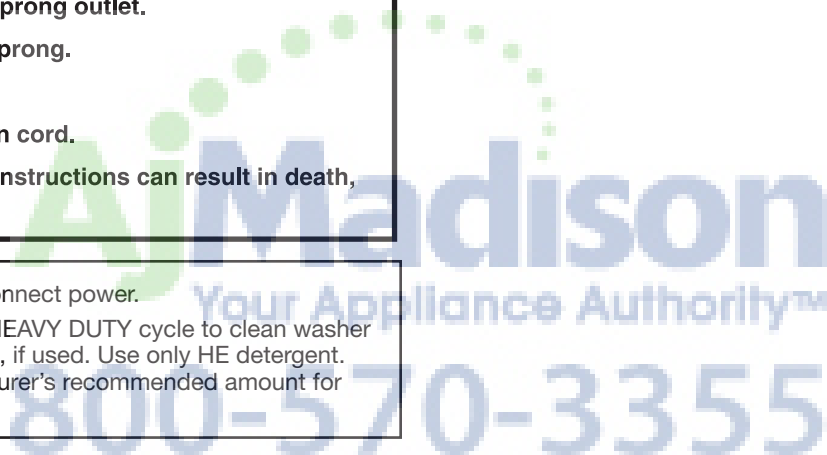 prong outlet.
prong.
n cord.
nstructions can result in death,
AjMadison
onnect power.
Your Appliance Authority™
HEAVY DUTY cycle to clean washer
, if used. Use only HE detergent.
urer's recommended amount for
800-570-3355